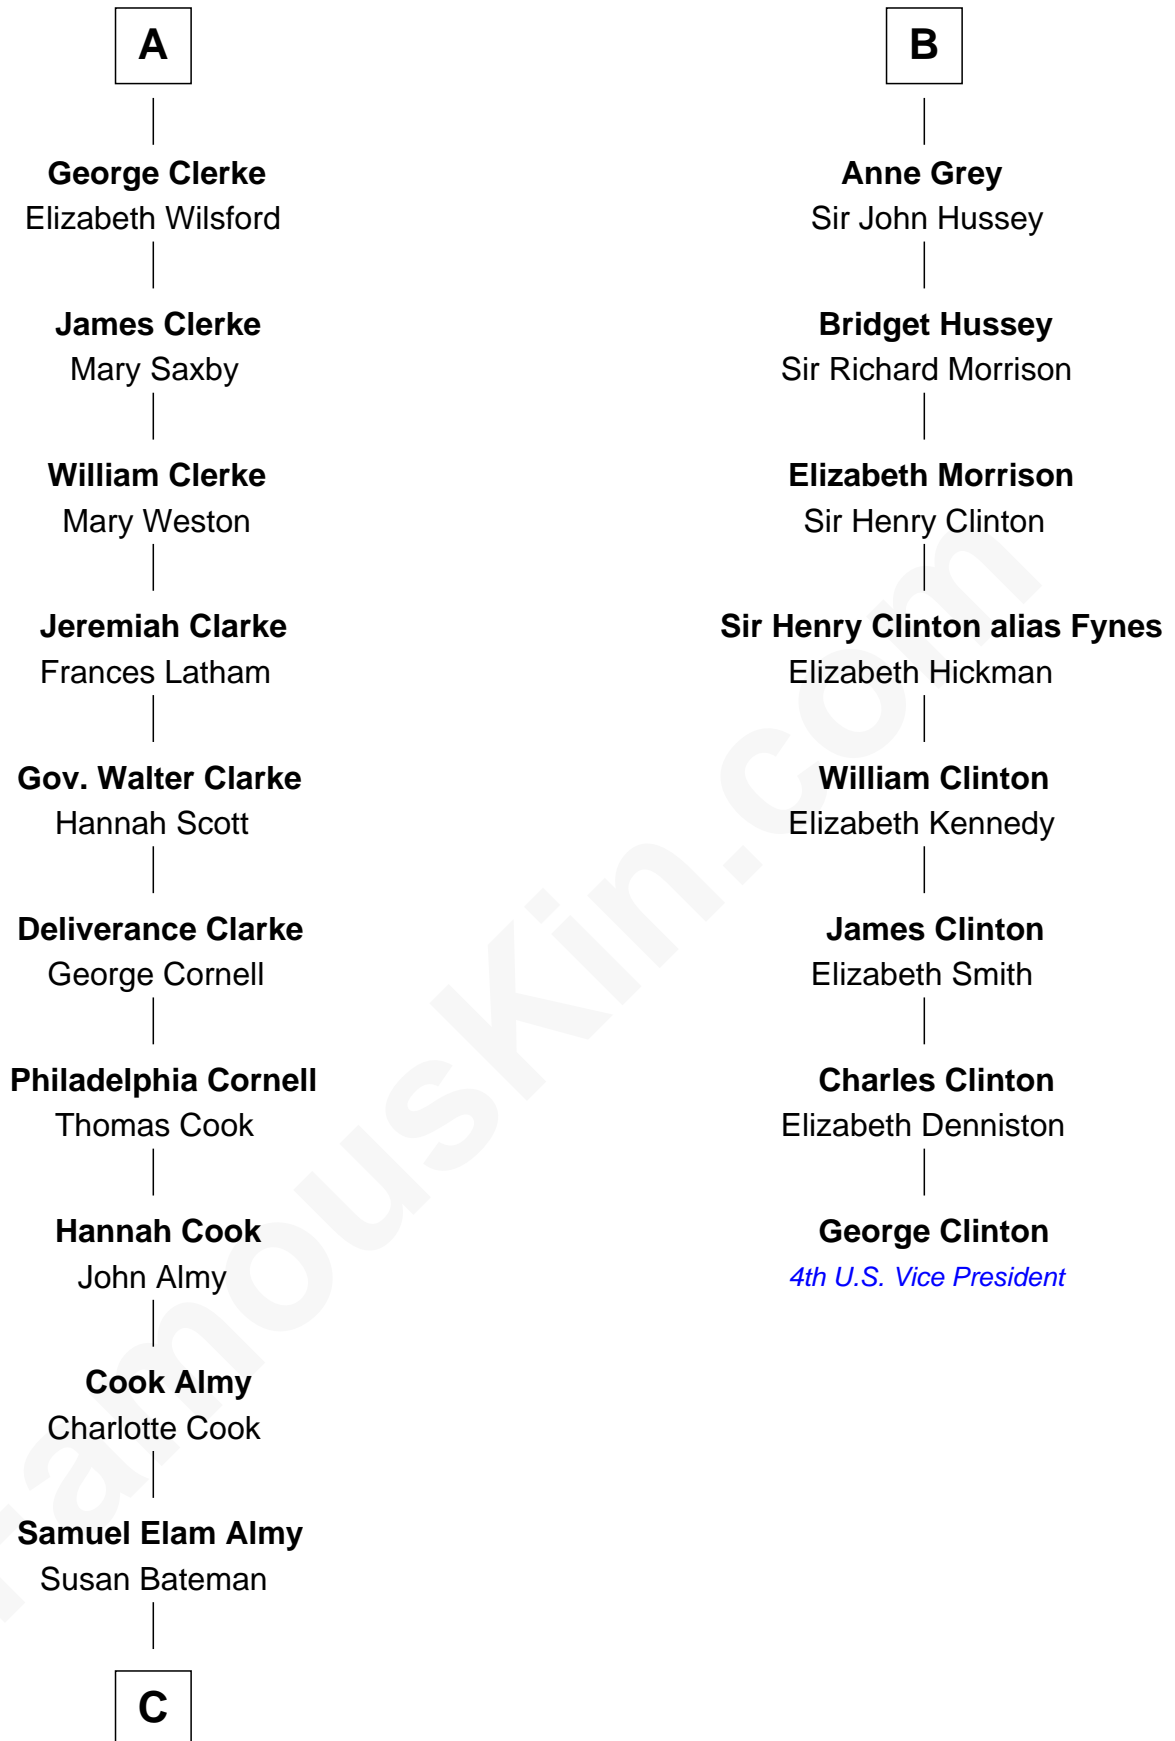 A
George Clerke
Elizabeth Wilsford
James Clerke
Mary Saxby
William Clerke
Mary Weston
Jeremiah Clarke
Frances Latham
Gov. Walter Clarke
Hannah Scott
Deliverance Clarke
George Cornell
Philadelphia Cornell
Thomas Cook
Hannah Cook
John Almy
Cook Almy
Charlotte Cook
Samuel Elam Almy
Susan Bateman
C
B
Anne Grey
Sir John Hussey
Bridget Hussey
Sir Richard Morrison
Elizabeth Morrison
Sir Henry Clinton
Sir Henry Clinton alias Fynes
Elizabeth Hickman
William Clinton
Elizabeth Kennedy
James Clinton
Elizabeth Smith
Charles Clinton
Elizabeth Denniston
George Clinton
4th U.S. Vice President
FamousKin.com